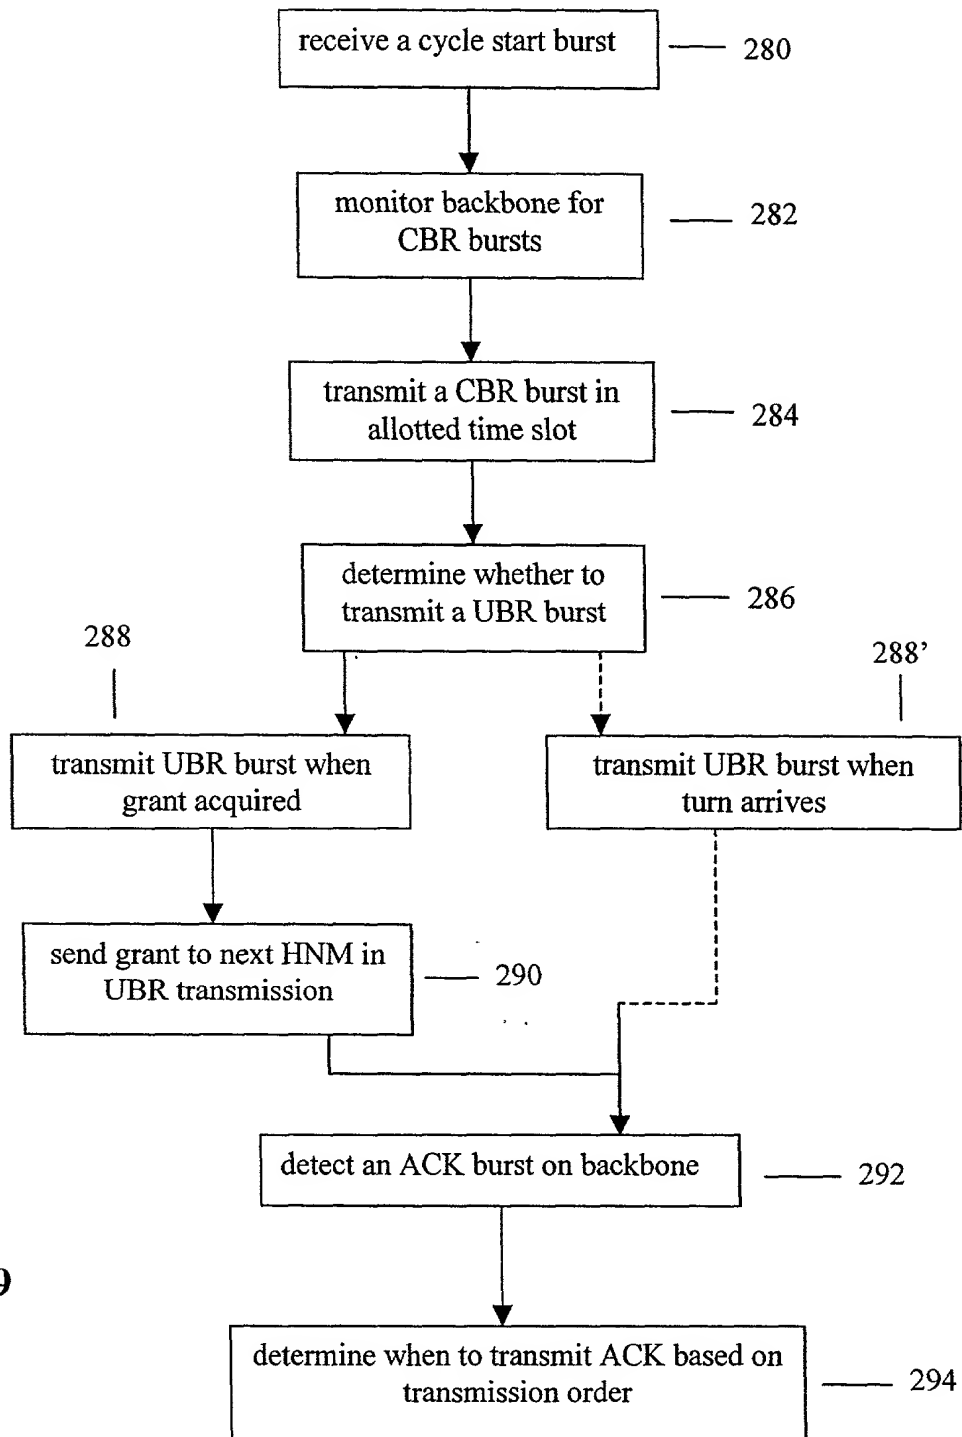 receive a cycle start burst
280
monitor backbone for
CBR bursts
282
transmit a CBR burst in
allotted time slot
284
determine whether to
transmit a UBR burst
286
288
288'
transmit UBR burst when
grant acquired
transmit UBR burst when
turn arrives
send grant to next HNM in
UBR transmission
290
detect an ACK burst on backbone
292
9
determine when to transmit ACK based on
transmission order
294